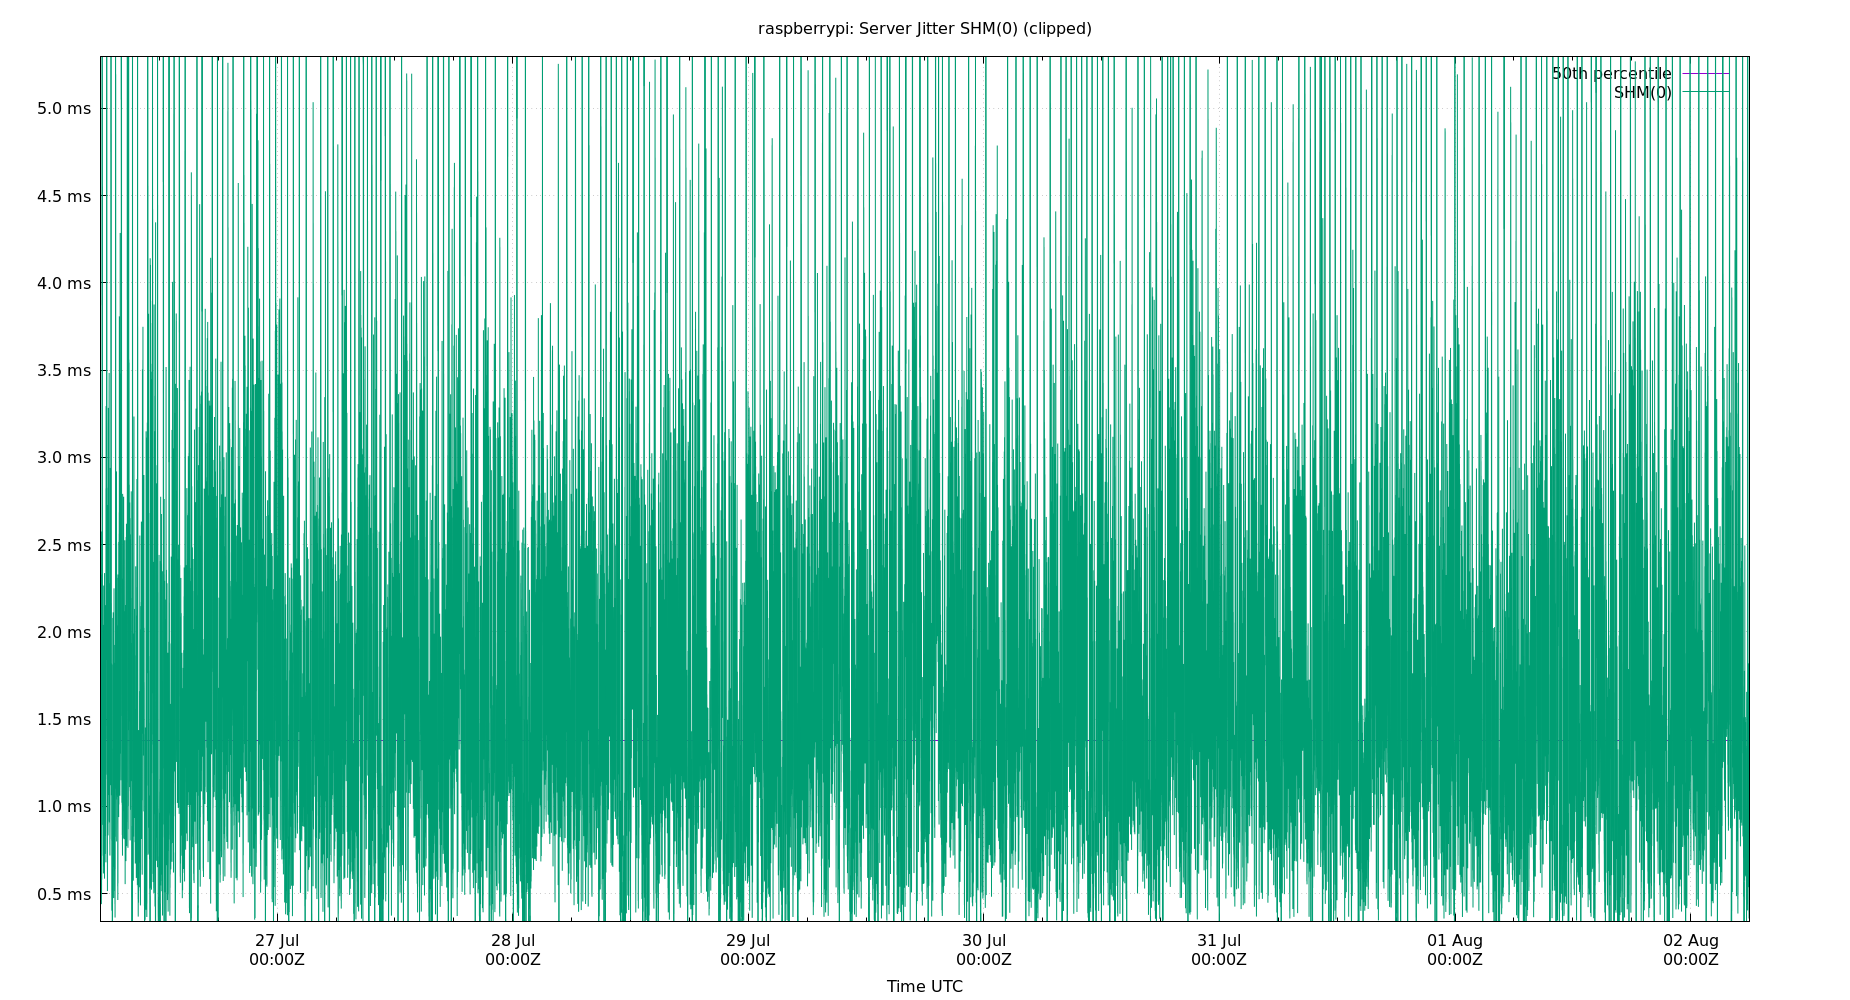 raspberrypi: Server Jitter SHM(0) (clipped)
50th percentile
SHM(0)
5.0 ms
4.5 ms
4.0 ms
3.5 ms
3.0 ms
2.5 ms
2.0 ms
1.5 ms
1.0 ms
0.5 ms
27 Jul 28 Jul 29 Jul 30 Jul 31 Jul 01 Aug 02 Aug
00:00Z 00:00Z 00:00Z 00:00Z 00:00Z 00:00Z 00:00Z
Time UTC